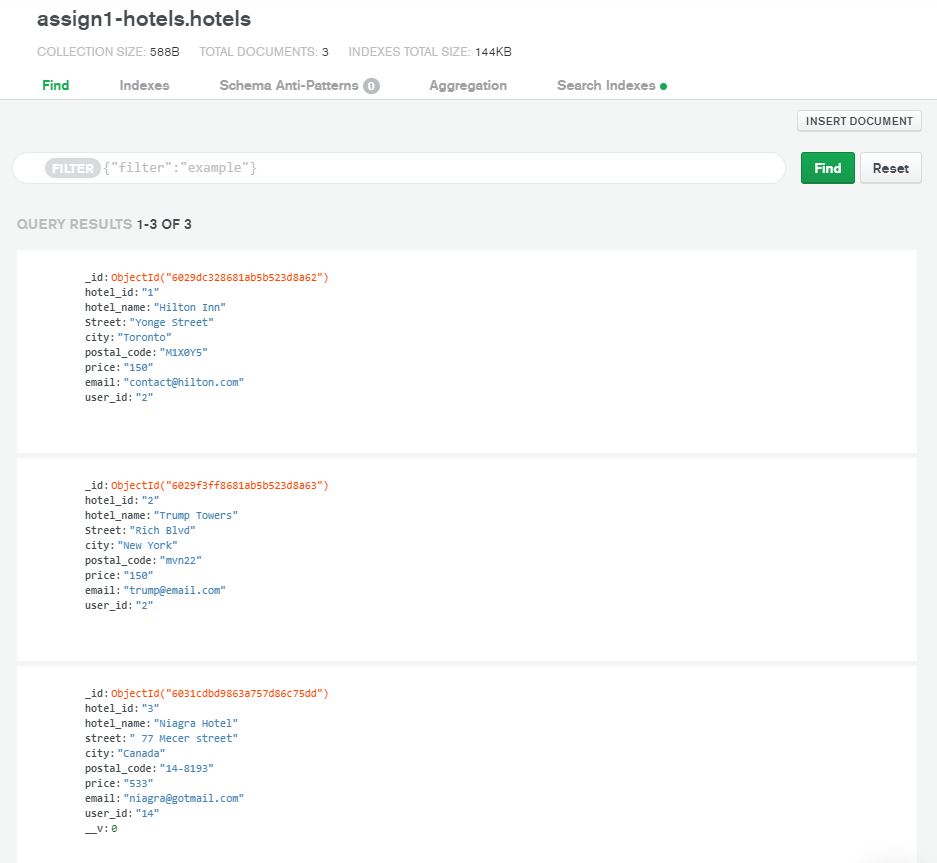 assign1-hotels.hotels
COLLECTION SIZE: 588B TOTAL DOCUMENTS: 3 INDEXES TOTAL SIZE: 144KB
Find Indexes Schema Anti-Patterns 0 Aggregation Search Indexes
INSERT DOCUMENT
FILTER {"filter":"example"} Find Reset
QUERY RESULTS 1-3 OF 3
_id: ObjectId("6029dc328681ab5b523d8a62")
hotel_id: "1"
hotel_name: "Hilton Inn"
Street: "Yonge Street"
city: "Toronto"
postal_code: "M1X0Y5"
price: "150"
email: "contact@hilton.com"
user_id: "2"
_id: ObjectId("6029f3ff8681ab5b523d8a63")
hotel_id: "2"
hotel_name: "Trump Towers"
Street: "Rich Blvd"
city: "New York"
postal_code: "mvn22"
price: "150"
email: "trump@email.com"
user_id: "2"
_id: ObjectId("6031cdbd9863a757d86c75dd")
hotel_id: "3"
hotel_name: "Niagra Hotel"
street: " 77 Mecer street"
city: "Canada"
postal_code: "14-8193"
price: "533"
email: "niagra@gotmail.com"
user_id: "14"
__v: 0